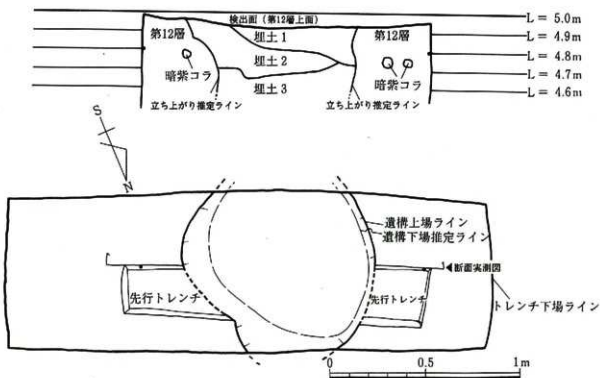 検出面(第12層上面)
L = 5.0m
第12層
埋土1
第12層
L = 4.9m
埋土2
L = 4.8m
暗紫コラ
暗紫コラ
L = 4.7m
埋土3
立ち上がり推定ライン
立ち上がり推定ライン
L = 4.6m
S
N
遺構上場ライン
遺構下場推定ライン
断面実測図
先行トレンチ
先行トレンチ
トレンチ下場ライン
0
0.5
1m